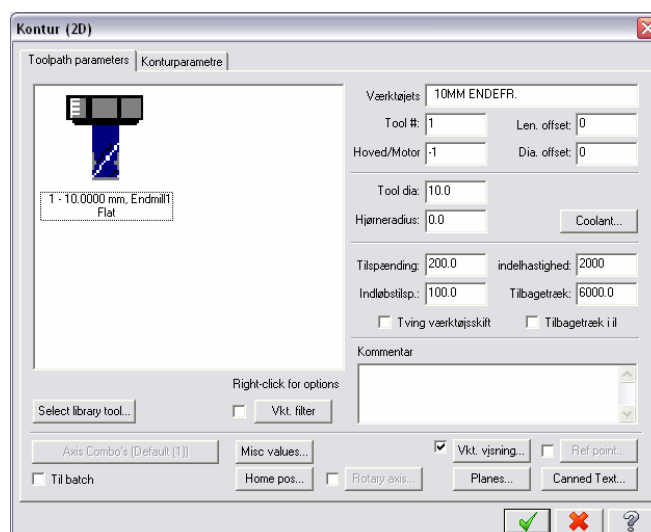 Kontur (2D)
Toolpath parameters
Konturparametre
1 - 10.0000 mm, Endmill1
Flat
Værktøjets 10MM ENDEFR.
Tool #: 1 Len. offset: 0
Hoved/Motor -1 Dia. offset: 0
Tool dia: 10.0
Hjørneradius: 0.0 Coolant...
Tilspænding: 200.0 indelhastighed: 2000
Indløbstilsp.: 100.0 Tilbagetræk: 6000.0
Tving værktøjsskift Tilbagetræk i il
Kommentar
Right-click for options
Select library tool... Vkt. filter
Axis Combo's (Default (1)) Misc values... Vkt. visning... Ref point...
Til batch Home pos... Rotary axis... Planes... Canned Text...